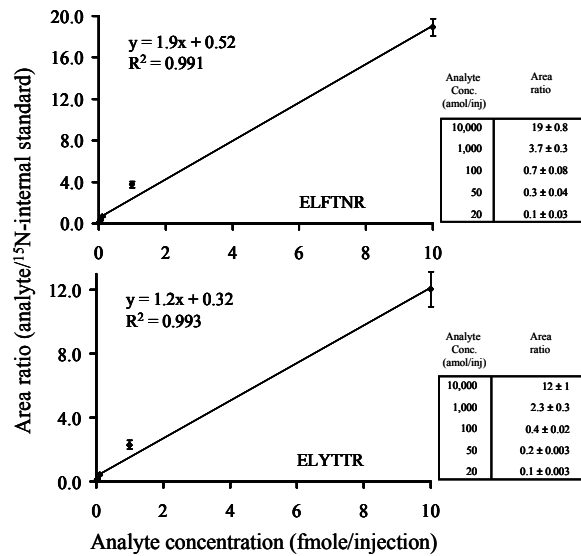 Area ratio (analyte/¹⁵N-internal standard)
20.0
16.0
12.0
8.0
4.0
0.0
y = 1.9x + 0.52
R² = 0.991
ELFTNR
0 2 4 6 8 10
Analyte Area
Conc. ratio
(amol/inj)
10,000 19 ± 0.8
1,000 3.7 ± 0.3
100 0.7 ± 0.08
50 0.3 ± 0.04
20 0.1 ± 0.03
12.0
8.0
4.0
0.0
y = 1.2x + 0.32
R² = 0.993
ELYTTR
0 2 4 6 8 10
Analyte Area
Conc. ratio
(amol/inj)
10,000 12 ± 1
1,000 2.3 ± 0.3
100 0.4 ± 0.02
50 0.2 ± 0.003
20 0.1 ± 0.003
Analyte concentration (fmole/injection)